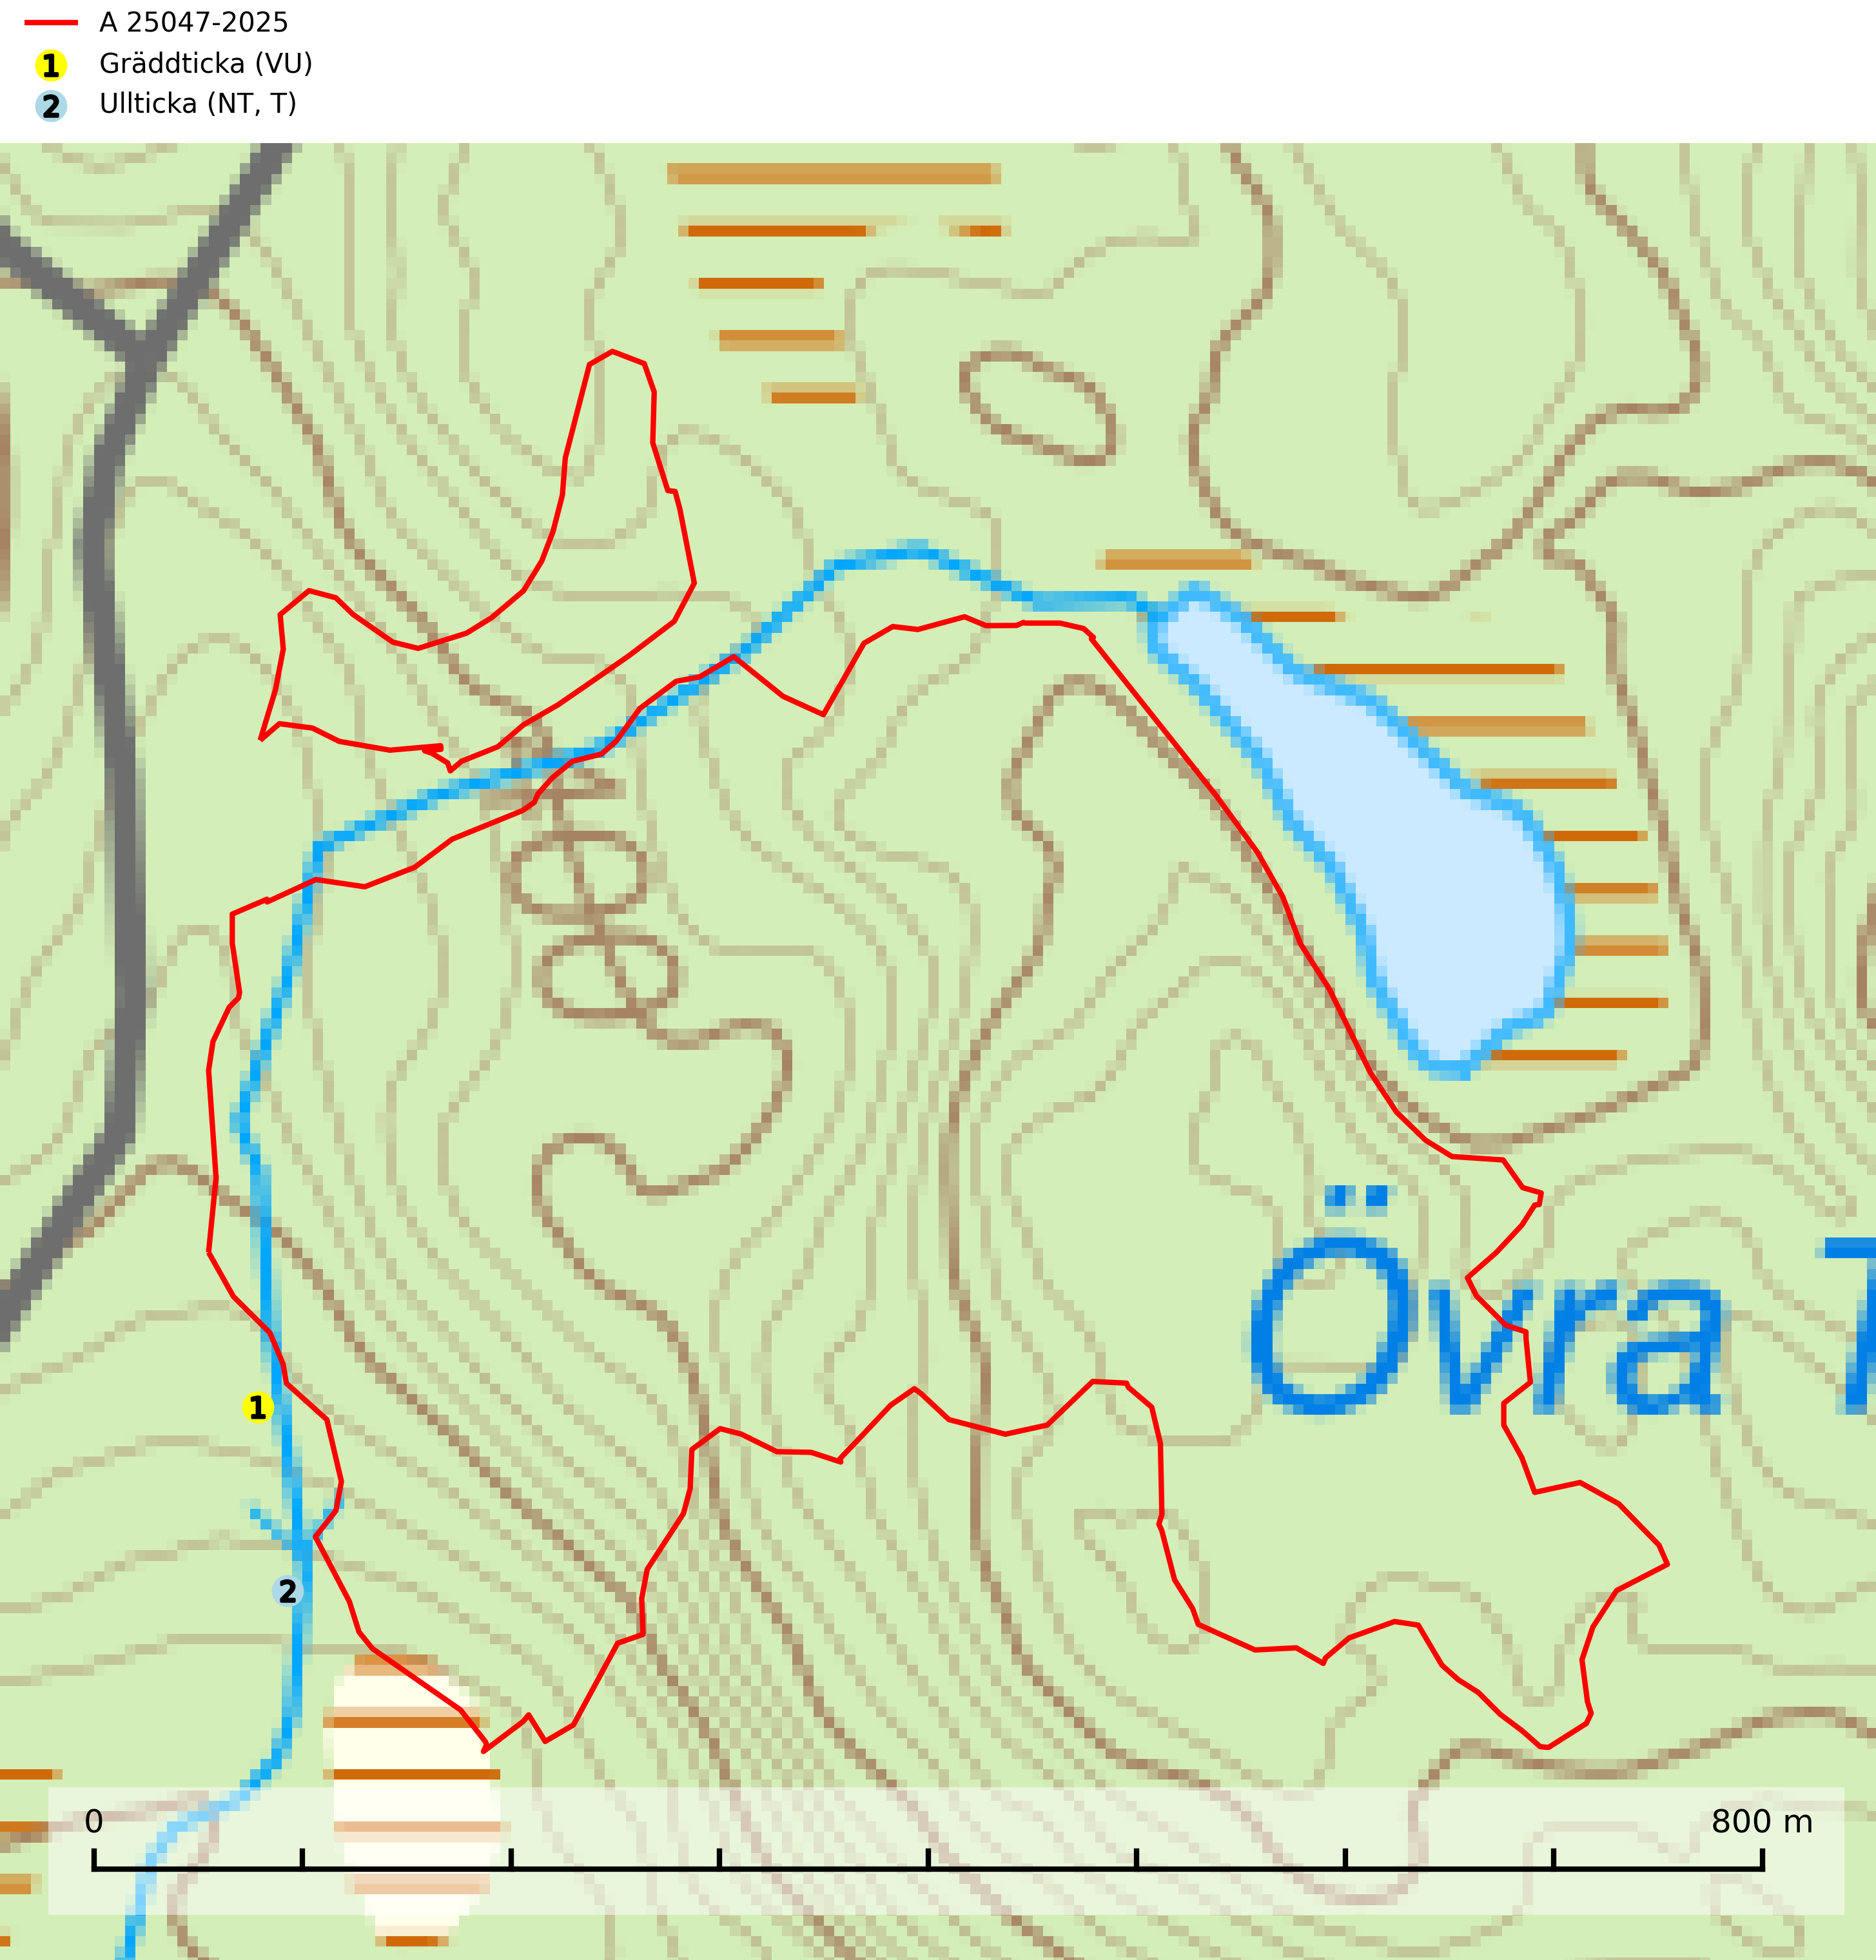 A 25047-2025
1 Gräddticka (VU)
2 Ullticka (NT, T)
Övra
1
2
0 800 m